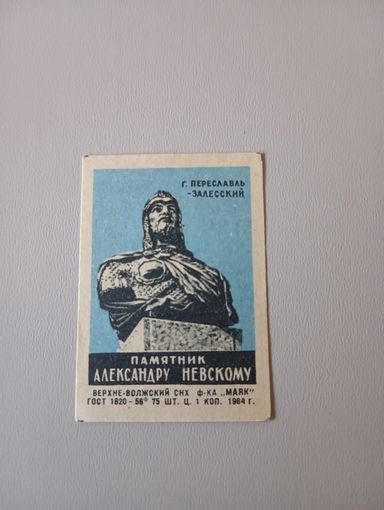 Г. ПЕРЕСЛАВЛЬ
-ЗАЛЕССКИЙ
ПАМЯТНИК
АЛЕКСАНДРУ НЕВСКОМУ
ВЕРХНЕ-ВОЛЖСКИЙ СНХ Ф-КА „МАЯК"
ГОСТ 1820-56° 75 ШТ. Ц. 1 КОП. 1964 Г.